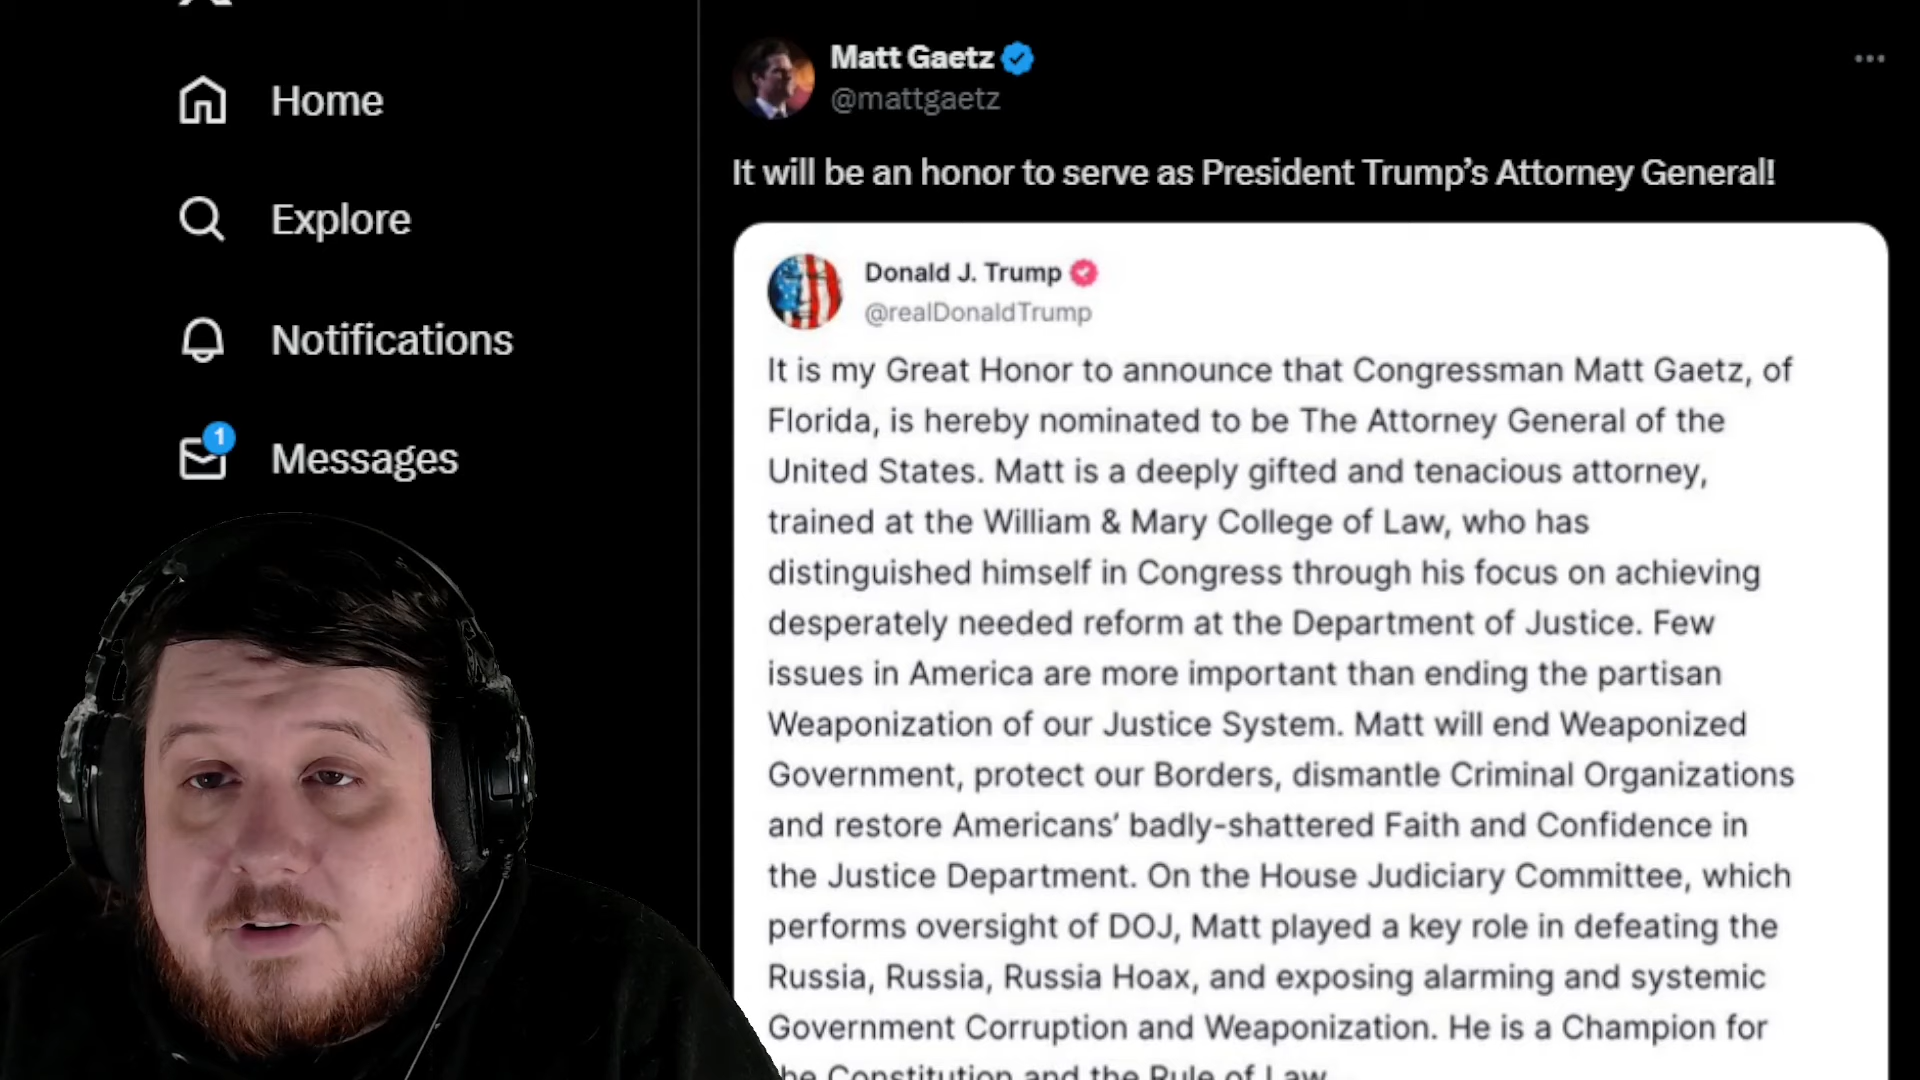 Home
Explore
Notifications
1
Messages
Matt Gaetz
@mattgaetz
It will be an honor to serve as President Trump's Attorney General!
Donald J. Trump
@realDonaldTrump
It is my Great Honor to announce that Congressman Matt Gaetz, of
Florida, is hereby nominated to be The Attorney General of the
United States. Matt is a deeply gifted and tenacious attorney,
trained at the William & Mary College of Law, who has
distinguished himself in Congress through his focus on achieving
desperately needed reform at the Department of Justice. Few
issues in America are more important than ending the partisan
Weaponization of our Justice System. Matt will end Weaponized
Government, protect our Borders, dismantle Criminal Organizations
and restore Americans' badly-shattered Faith and Confidence in
the Justice Department. On the House Judiciary Committee, which
performs oversight of DOJ, Matt played a key role in defeating the
Russia, Russia, Russia Hoax, and exposing alarming and systemic
Government Corruption and Weaponization. He is a Champion for
the Constitution and the Rule of Law...